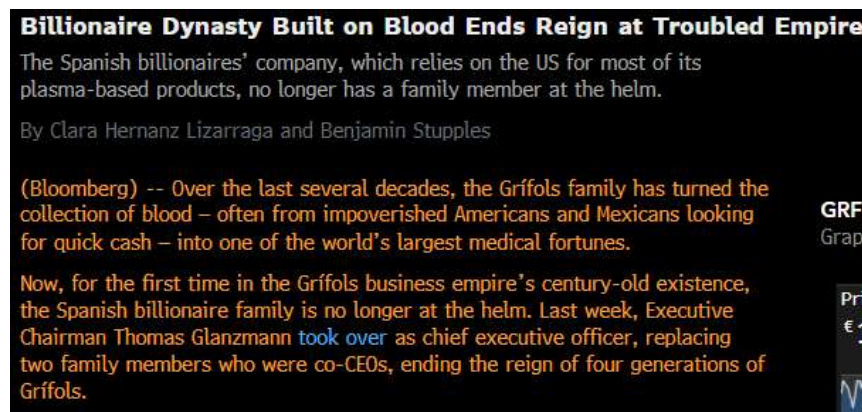 Billionaire Dynasty Built on Blood Ends Reign at Troubled Empire
The Spanish billionaires’ company, which relies on the US for most of its
plasma-based products, no longer has a family member at the helm.
By Clara Hernanz Lizarraga and Benjamin Stupples
(Bloomberg) -- Over the last several decades, the Grífols family has turned the
collection of blood – often from impoverished Americans and Mexicans looking
for quick cash – into one of the world’s largest medical fortunes.
Now, for the first time in the Grífols business empire’s century-old existence,
the Spanish billionaire family is no longer at the helm. Last week, Executive
Chairman Thomas Glanzmann took over as chief executive officer, replacing
two family members who were co-CEOs, ending the reign of four generations of
Grífols.
GRF
Grap
Pri
€